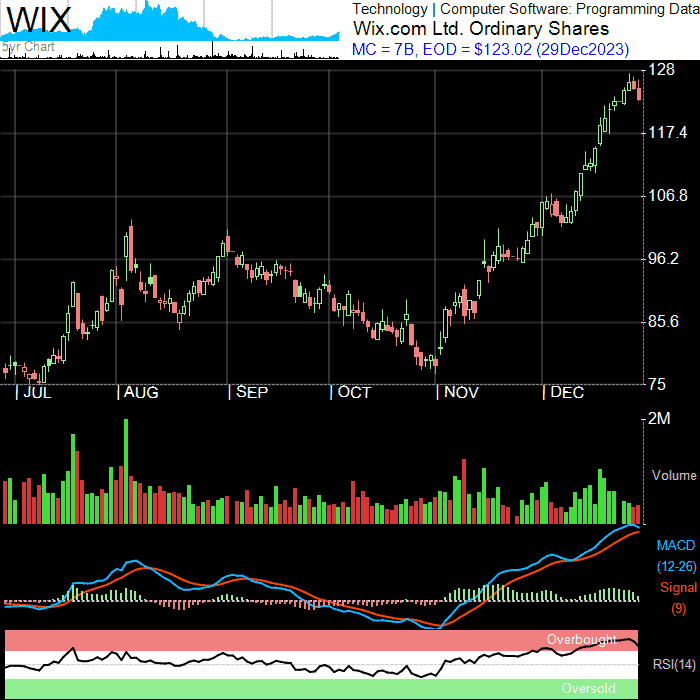 WIX
5yr Chart
Technology | Computer Software: Programming Data
Wix.com Ltd. Ordinary Shares
MC = 7B, EOD = $123.02 (29Dec2023)
128
117.4
106.8
96.2
85.6
75
| JUL | AUG | SEP | OCT | NOV | DEC
2M
Volume
MACD
(12-26)
Signal
(9)
Overbought
RSI(14)
Oversold